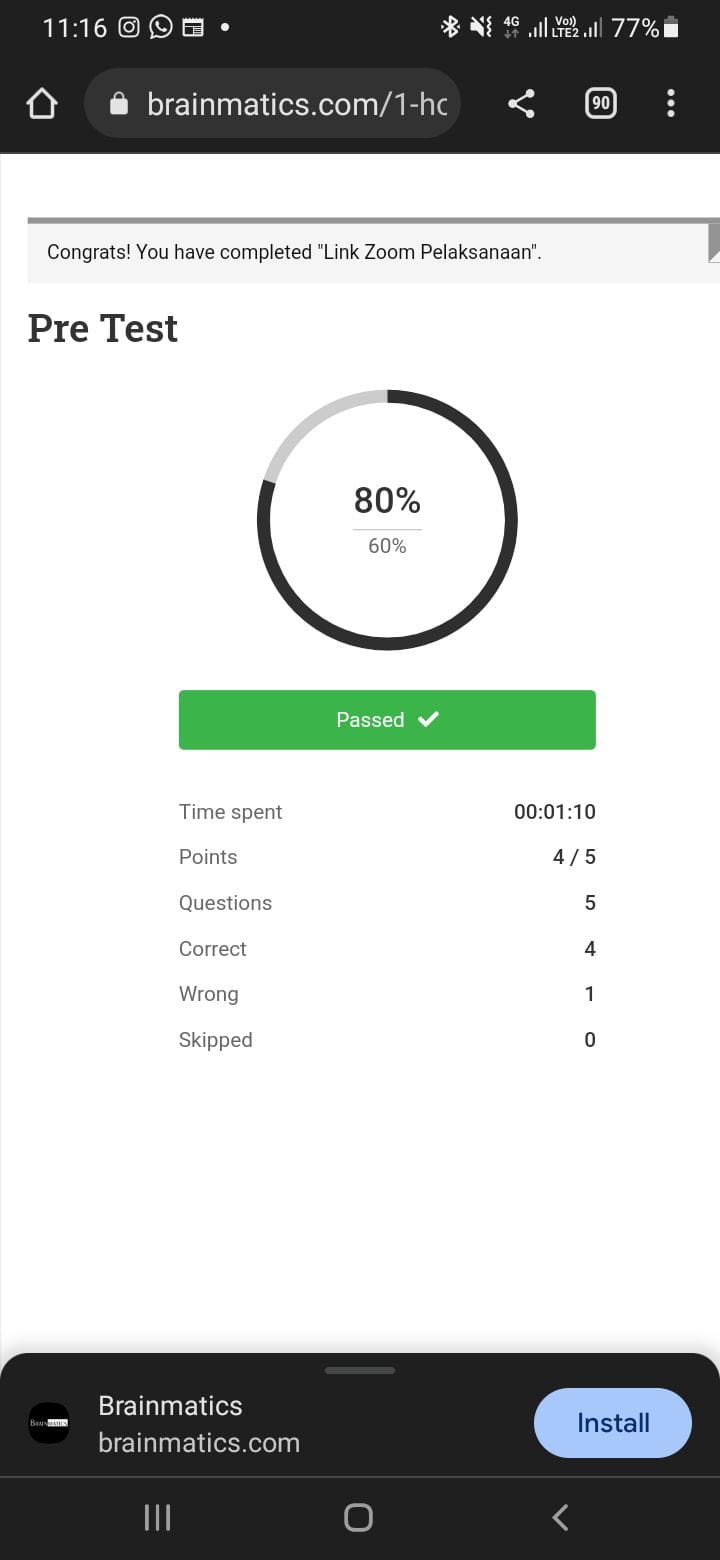 11:16
4G Vo)) LTE2 77%
brainmatics.com/1-hc
90
Congrats! You have completed "Link Zoom Pelaksanaan".
Pre Test
80%
60%
Passed
Time spent 00:01:10
Points 4 / 5
Questions 5
Correct 4
Wrong 1
Skipped 0
BRAINMATICS
Brainmatics
brainmatics.com
Install